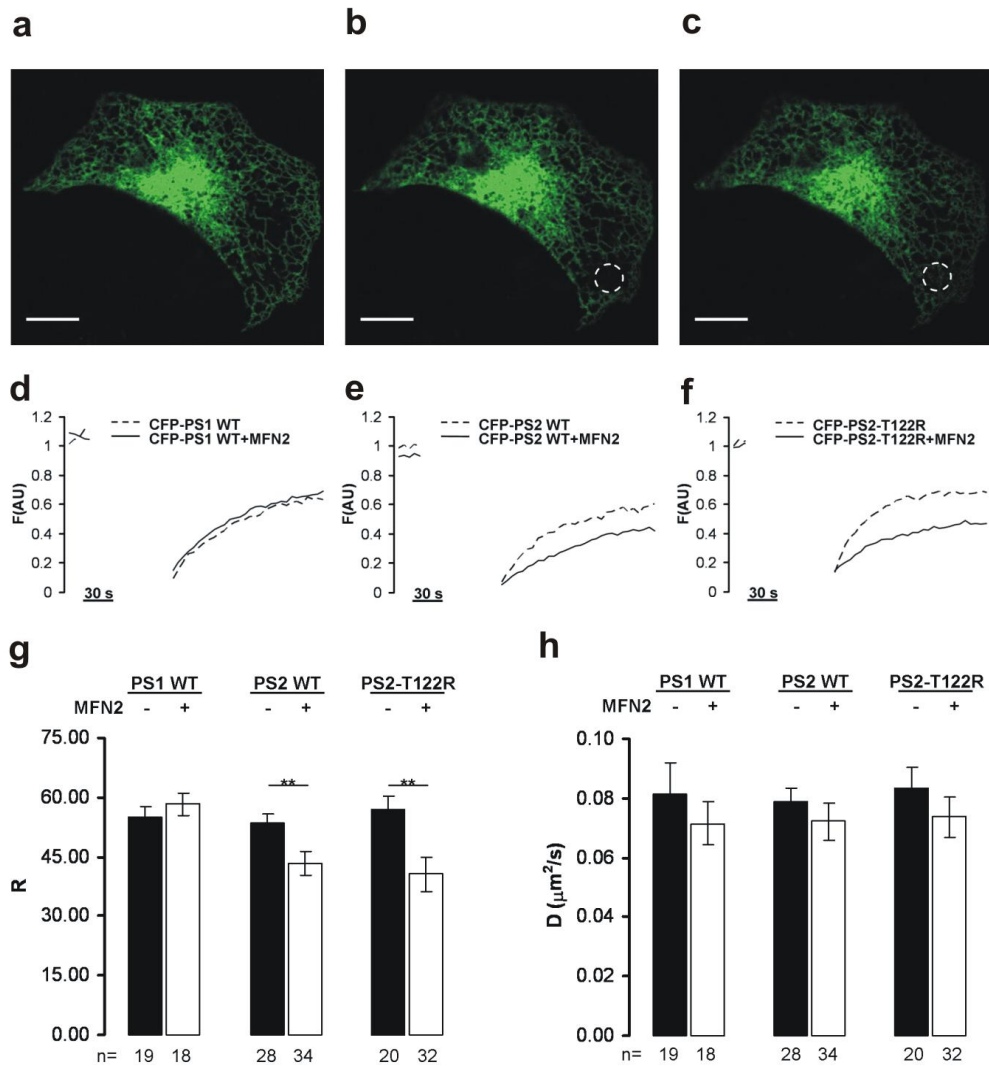 a
b
c
d
1.2
1
0.8
0.6
0.4
0.2
0
F(AU)
CFP-PS1 WT
CFP-PS1 WT+MFN2
30 s
e
1.2
1
0.8
0.6
0.4
0.2
0
F(AU)
CFP-PS2 WT
CFP-PS2 WT+MFN2
30 s
f
1.2
1
0.8
0.6
0.4
0.2
0
F(AU)
CFP-PS2-T122R
CFP-PS2-T122R+MFN2
30 s
g
PS1 WT PS2 WT PS2-T122R
MFN2 - + - + - +
75.00
60.00
45.00
30.00
15.00
0.00
R
** **
n= 19 18 28 34 20 32
h
PS1 WT PS2 WT PS2-T122R
MFN2 - + - + - +
0.10
0.08
0.06
0.04
0.02
0.00
D (μm²/s)
n= 19 18 28 34 20 32